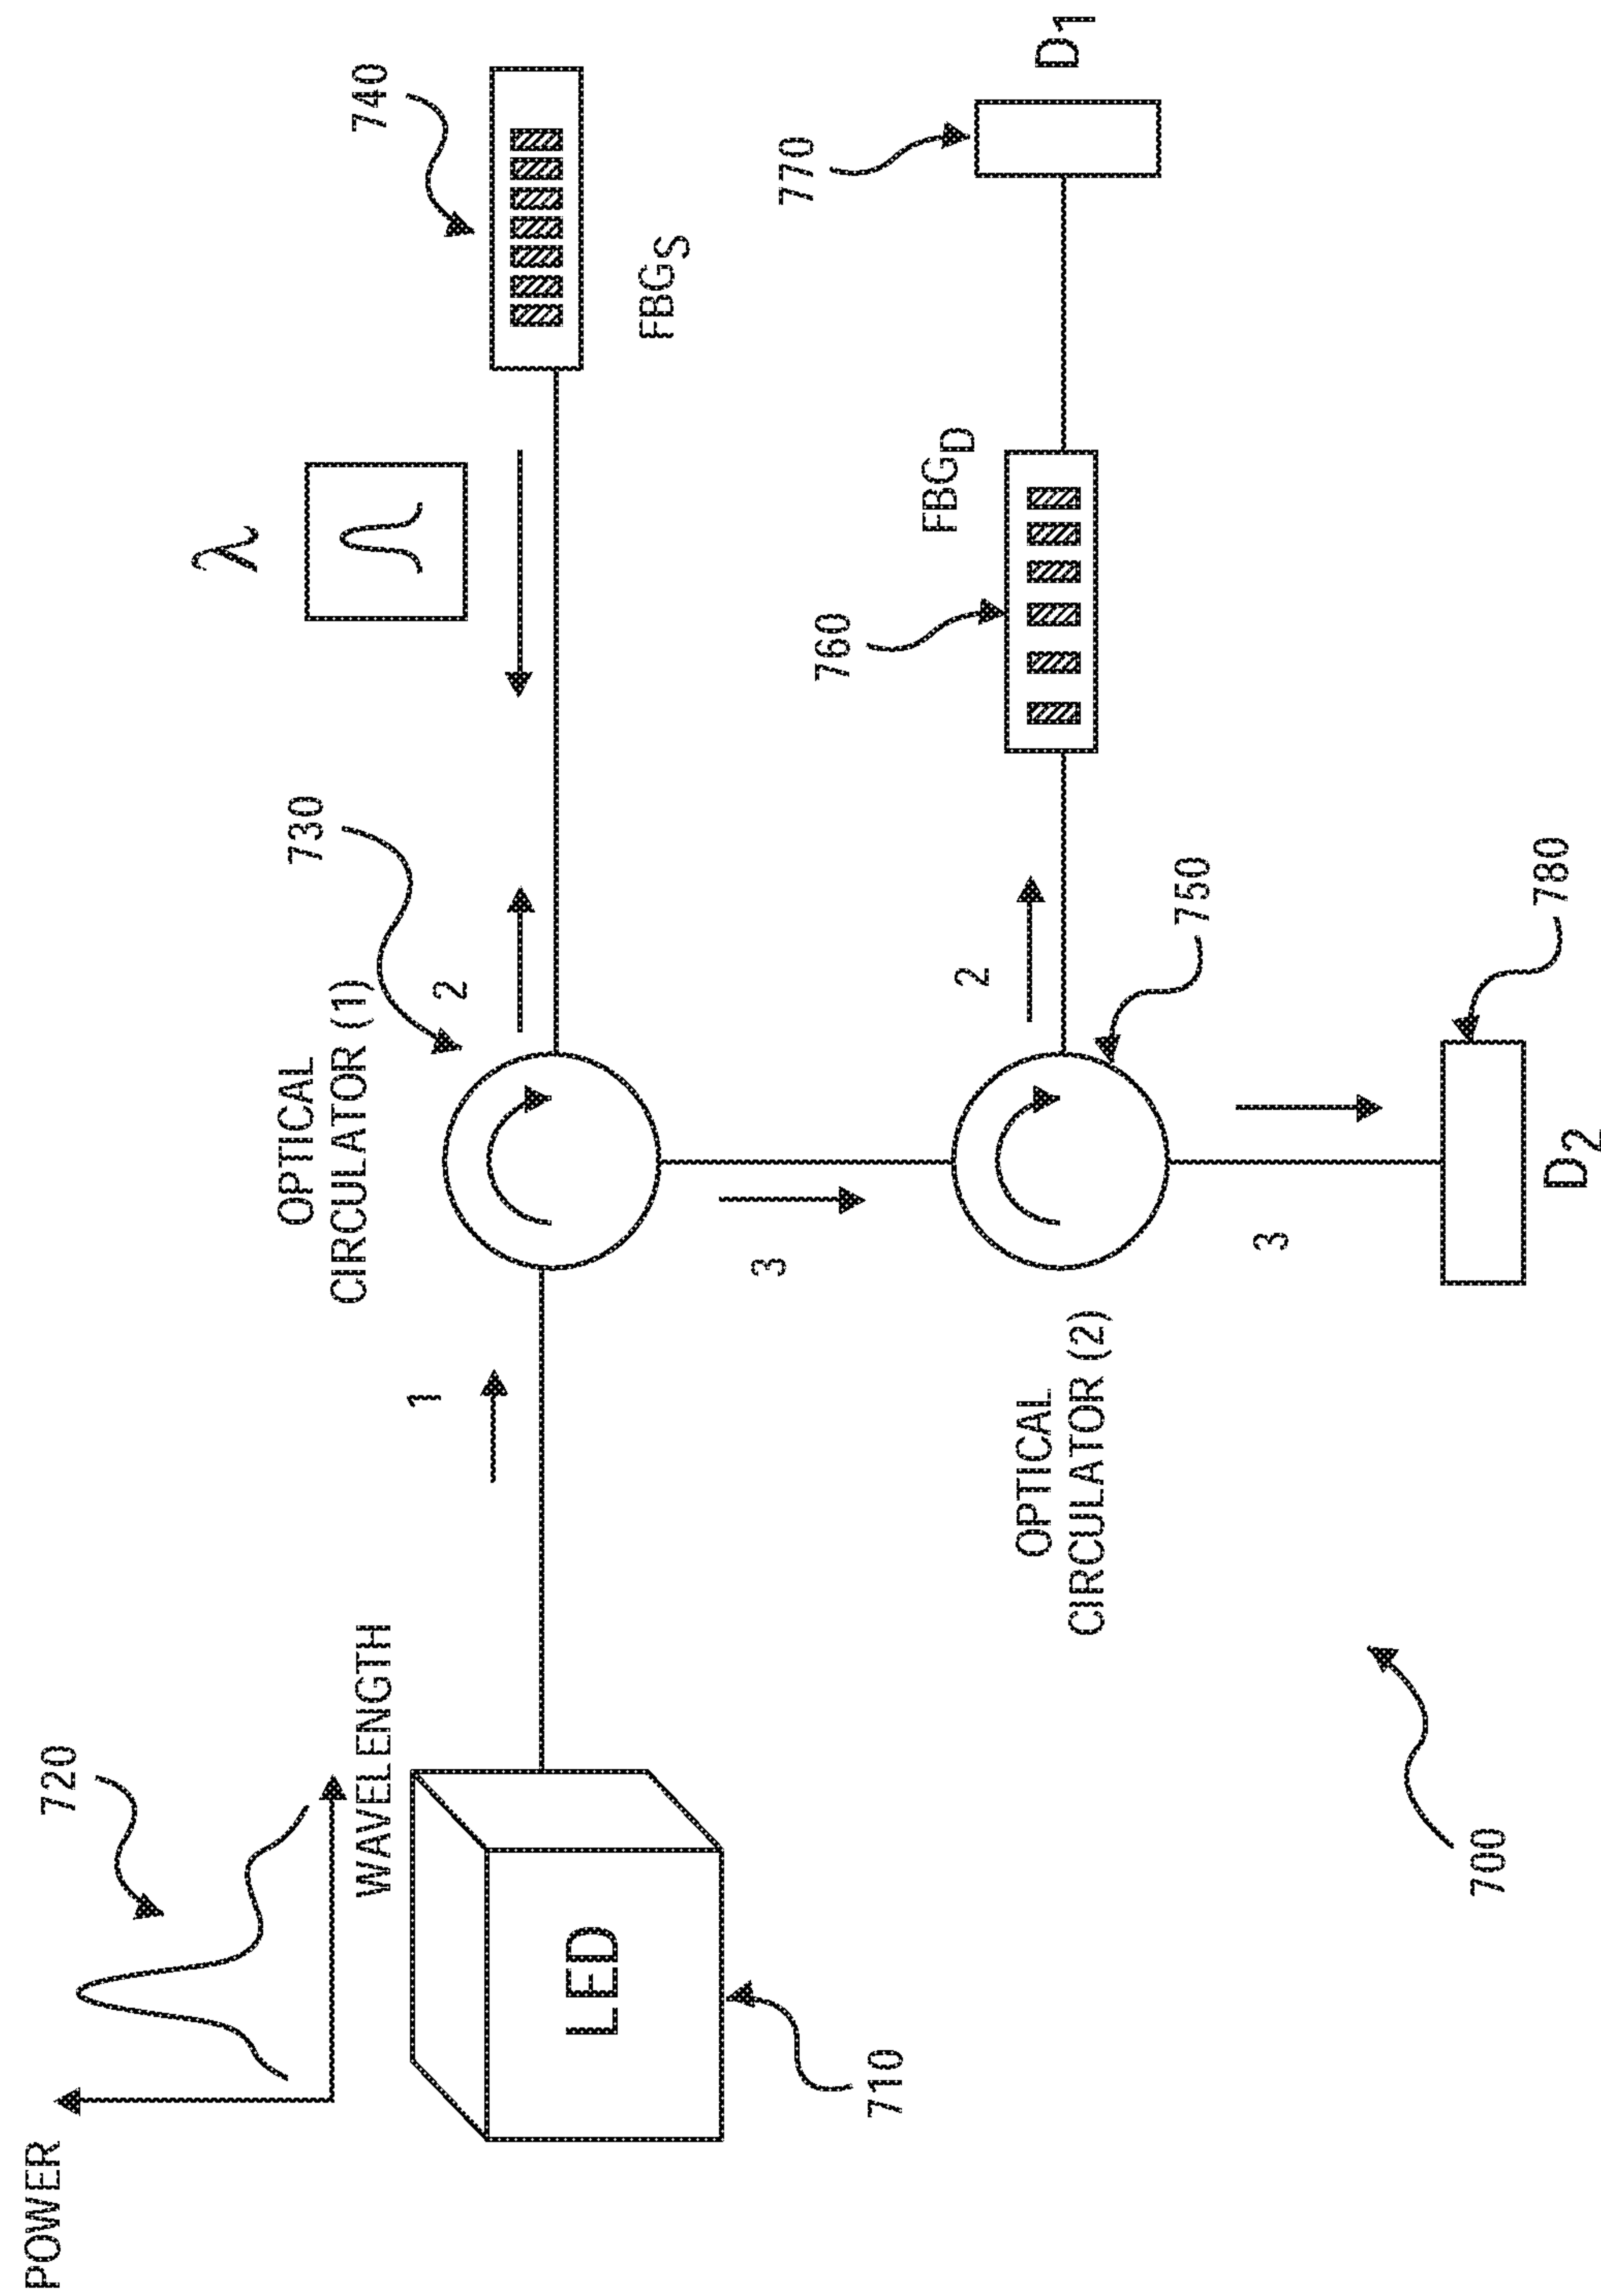 POWER
720
WAVELENGTH
LED
710
1
OPTICAL
CIRCULATOR (1)
730
2
λ
740
FBGS
3
OPTICAL
CIRCULATOR (2)
2
750
760
FBGD
770
D1
3
780
D2
700